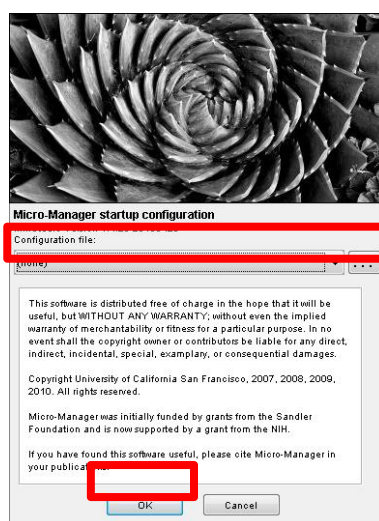 Micro-Manager startup configuration
Configuration file:
(none)
...
This software is distributed free of charge in the hope that it will be
useful, but WITHOUT ANY WARRANTY; without even the implied
warranty of merchantability or fitness for a particular purpose. In no
event shall the copyright owner or contributors be liable for any direct,
indirect, incidental, special, examplary, or consequential damages.
Copyright University of California San Francisco, 2007, 2008, 2009,
2010. All rights reserved.
Micro-Manager was initially funded by grants from the Sandler
Foundation and is now supported by a grant from the NIH.
If you have found this software useful, please cite Micro-Manager in
your publications.
OK
Cancel